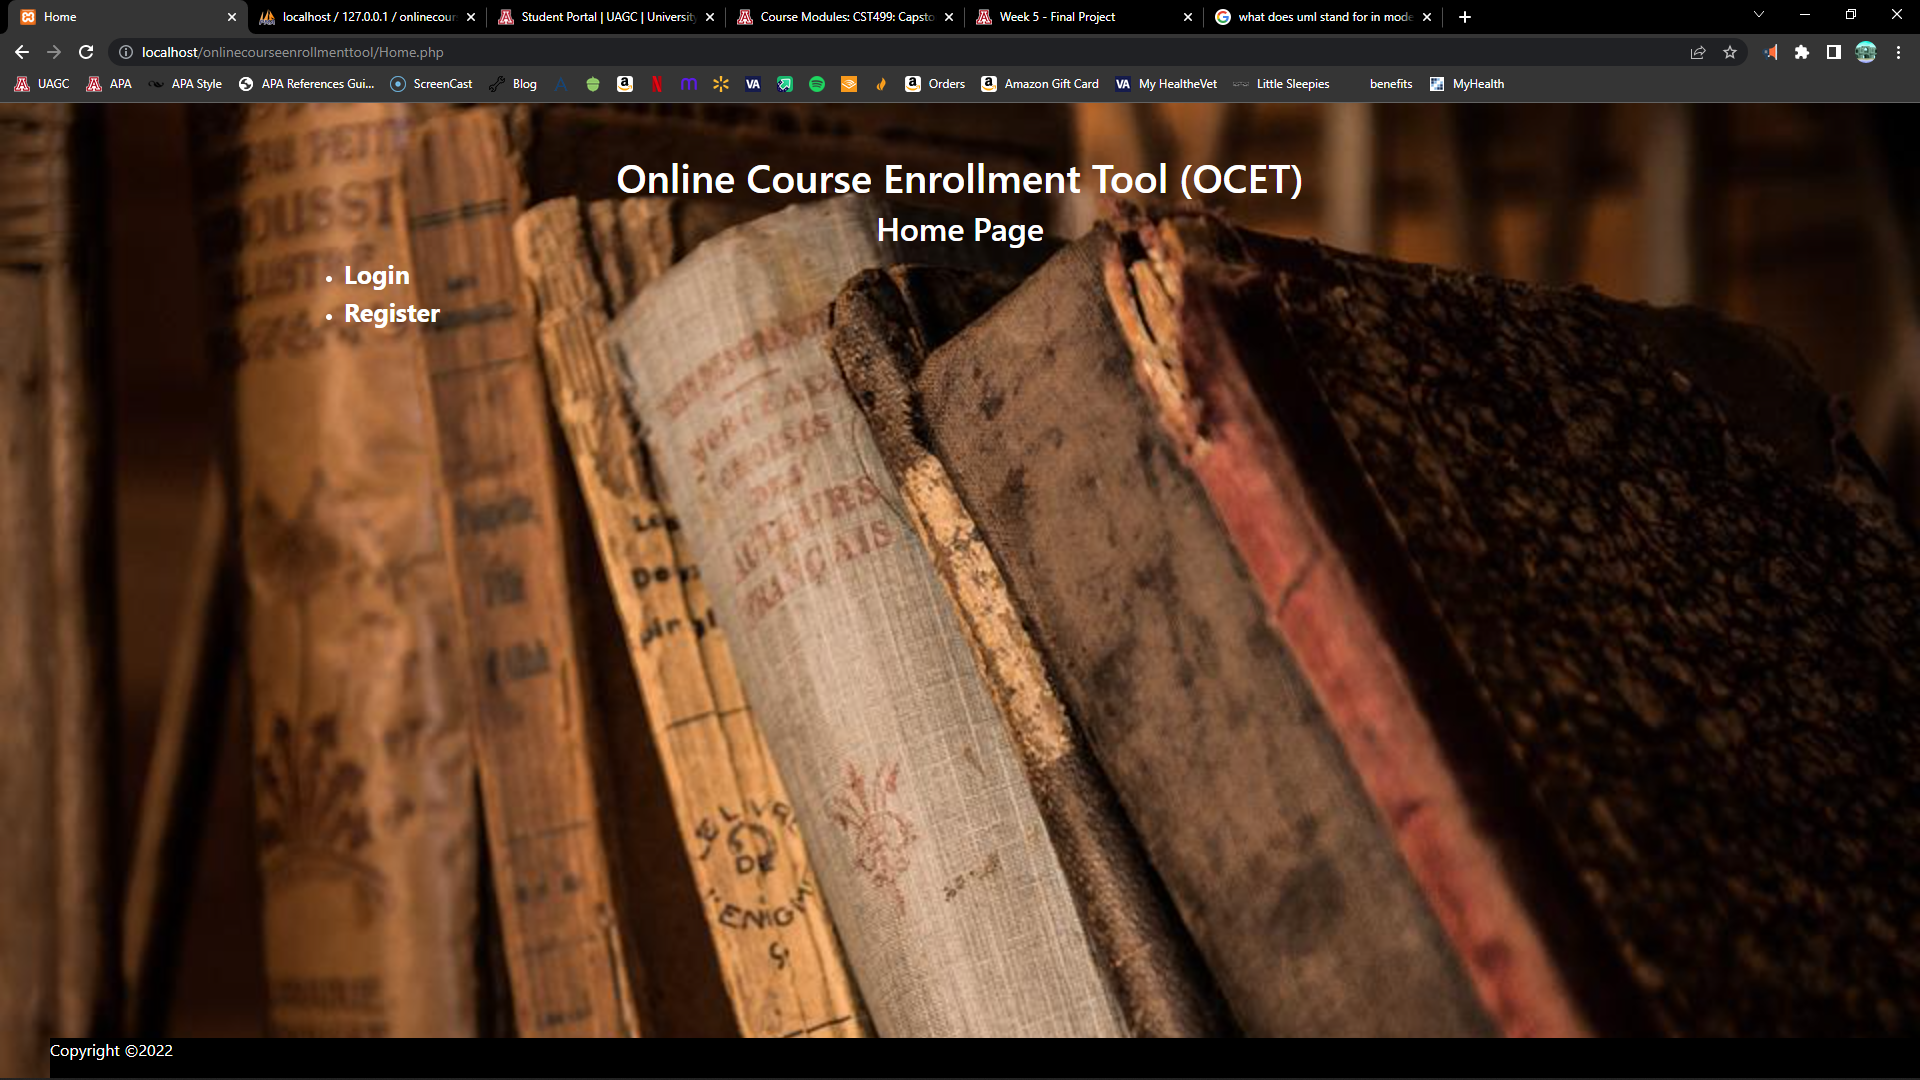 Home
localhost / 127.0.0.1 / onlinecour
Student Portal | UAGC | University
Course Modules: CST499: Capsto
Week 5 - Final Project
what does uml stand for in mode
localhost/onlinecourseenrollmenttool/Home.php
UAGC
APA
APA Style
APA References Gui...
ScreenCast
Blog
Orders
Amazon Gift Card
My HealtheVet
Little Sleepies
benefits
MyHealth
Online Course Enrollment Tool (OCET)
Home Page
• Login
• Register
DE
L'ENIGM
Copyright ©2022